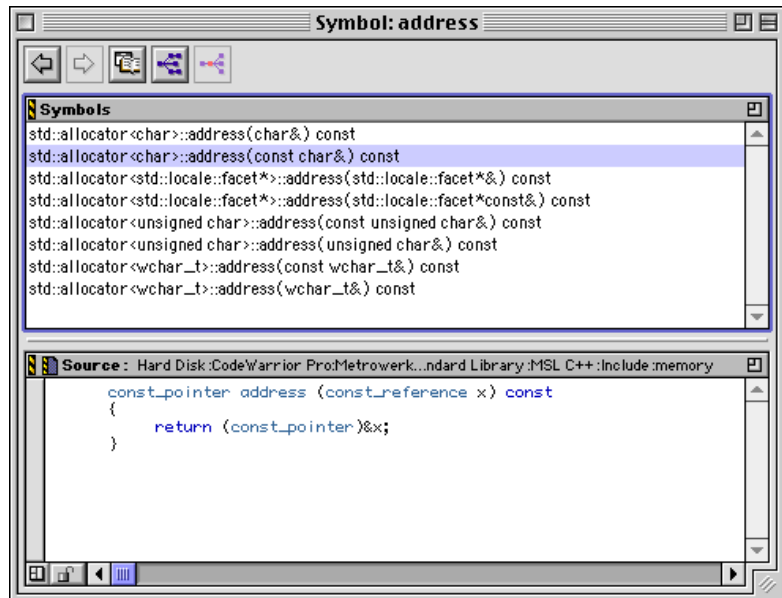 Symbol: address
Symbols
std::allocator<char>::address(char&) const
std::allocator<char>::address(const char&) const
std::allocator<std::locale::facet*>::address(std::locale::facet*&) const
std::allocator<std::locale::facet*>::address(std::locale::facet*const&) const
std::allocator<unsigned char>::address(const unsigned char&) const
std::allocator<unsigned char>::address(unsigned char&) const
std::allocator<wchar_t>::address(const wchar_t&) const
std::allocator<wchar_t>::address(wchar_t&) const
Source: Hard Disk:CodeWarrior Pro:Metrowerk...ndard Library:MSL C++:Include:memory
const_pointer address (const_reference x) const
{
return (const_pointer)&x;
}